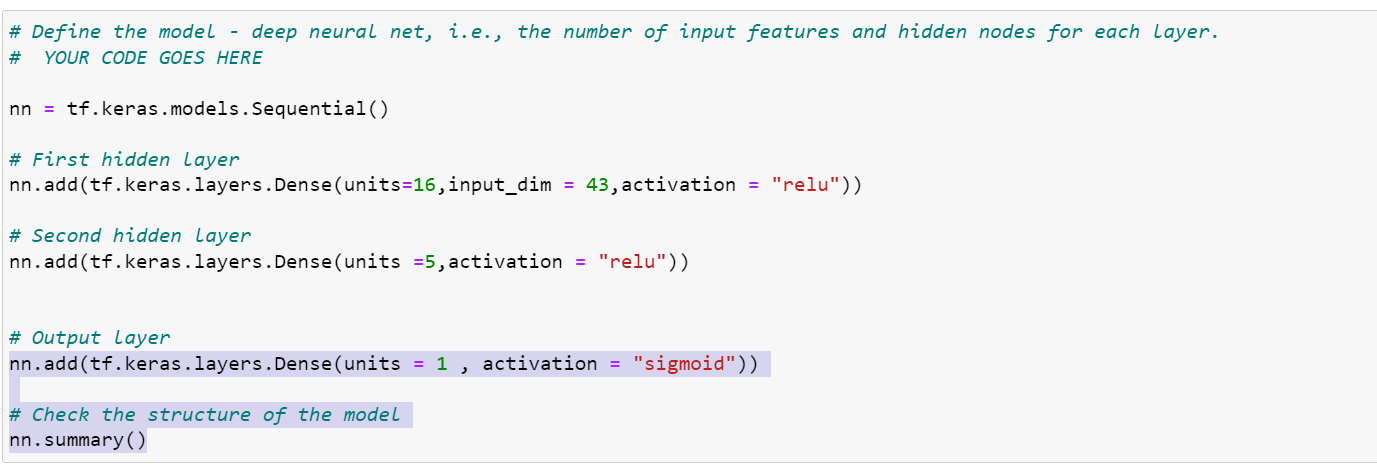 # Define the model - deep neural net, i.e., the number of input features and hidden nodes for each layer.
#  YOUR CODE GOES HERE
nn = tf.keras.models.Sequential()
# First hidden layer
nn.add(tf.keras.layers.Dense(units=16,input_dim = 43,activation = "relu"))
# Second hidden layer
nn.add(tf.keras.layers.Dense(units =5,activation = "relu"))
# Output layer
nn.add(tf.keras.layers.Dense(units = 1 , activation = "sigmoid"))
# Check the structure of the model
nn.summary()